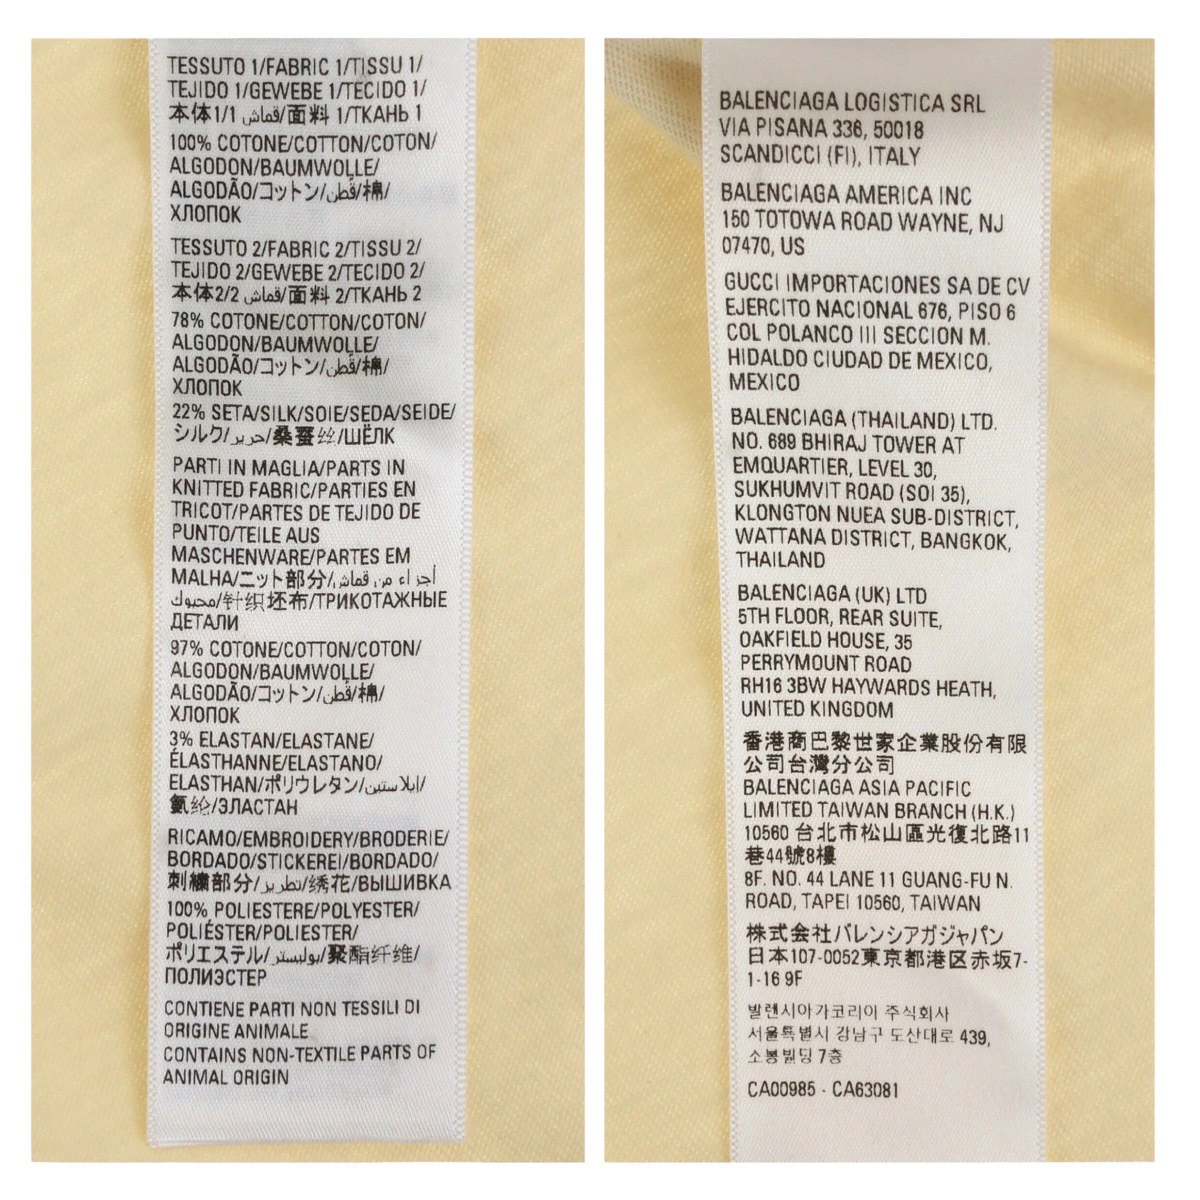 TESSUTO 1/FABRIC 1/TISSU 1/
TEJIDO 1/GEWEBE 1/TECIDO 1/
本体1/1 قماش/面料 1/ТКАНЬ 1
100% COTONE/COTTON/COTON/
ALGODON/BAUMWOLLE/
ALGODÃO/コットン/قطن/棉/
ХЛОПОК
TESSUTO 2/FABRIC 2/TISSU 2/
TEJIDO 2/GEWEBE 2/TECIDO 2/
本体2/2 قماش/面料 2/ТКАНЬ 2
78% COTONE/COTTON/COTON/
ALGODON/BAUMWOLLE/
ALGODÃO/コットン/قطن/棉/
ХЛОПОК
22% SETA/SILK/SOIE/SEDA/SEIDE/
シルク/حرير/桑蚕丝/ШЁЛК
PARTI IN MAGLIA/PARTS IN
KNITTED FABRIC/PARTIES EN
TRICOT/PARTES DE TEJIDO DE
PUNTO/TEILE AUS
MASCHENWARE/PARTES EM
MALHA/ニット部分/أجزاء من قماش
محبوك/针织坯布/ТРИКОТАЖНЫЕ
ДЕТАЛИ
97% COTONE/COTTON/COTON/
ALGODON/BAUMWOLLE/
ALGODÃO/コットン/قطن/棉/
ХЛОПОК
3% ELASTAN/ELASTANE/
ÉLASTHANNE/ELASTANO/
ELASTHAN/ポリウレタン/إيلاستين/
氨纶/ЭЛАСТАН
RICAMO/EMBROIDERY/BRODERIE/
BORDADO/STICKEREI/BORDADO/
刺繍部分/تطريز/绣花/ВЫШИВКА
100% POLIESTERE/POLYESTER/
POLIÉSTER/POLIESTER/
ポリエステル/بوليستر/聚酯纤维/
ПОЛИЭСТЕР
CONTIENE PARTI NON TESSILI DI
ORIGINE ANIMALE
CONTAINS NON-TEXTILE PARTS OF
ANIMAL ORIGIN
BALENCIAGA LOGISTICA SRL
VIA PISANA 336, 50018
SCANDICCI (FI), ITALY
BALENCIAGA AMERICA INC
150 TOTOWA ROAD WAYNE, NJ
07470, US
GUCCI IMPORTACIONES SA DE CV
EJERCITO NACIONAL 676, PISO 6
COL POLANCO III SECCION M.
HIDALDO CIUDAD DE MEXICO,
MEXICO
BALENCIAGA (THAILAND) LTD.
NO. 689 BHIRAJ TOWER AT
EMQUARTIER, LEVEL 30,
SUKHUMVIT ROAD (SOI 35),
KLONGTON NUEA SUB-DISTRICT,
WATTANA DISTRICT, BANGKOK,
THAILAND
BALENCIAGA (UK) LTD
5TH FLOOR, REAR SUITE,
OAKFIELD HOUSE, 35
PERRYMOUNT ROAD
RH16 3BW HAYWARDS HEATH,
UNITED KINGDOM
香港商巴黎世家企業股份有限
公司台灣分公司
BALENCIAGA ASIA PACIFIC
LIMITED TAIWAN BRANCH (H.K.)
10560 台北市松山區光復北路11
巷44號8樓
8F. NO. 44 LANE 11 GUANG-FU N.
ROAD, TAPEI 10560, TAIWAN
株式会社バレンシアガジャパン
日本107-0052東京都港区赤坂7-
1-16 9F
발렌시아가코리아 주식회사
서울특별시 강남구 도산대로 439,
소봉빌딩 7층
CA00985 - CA63081